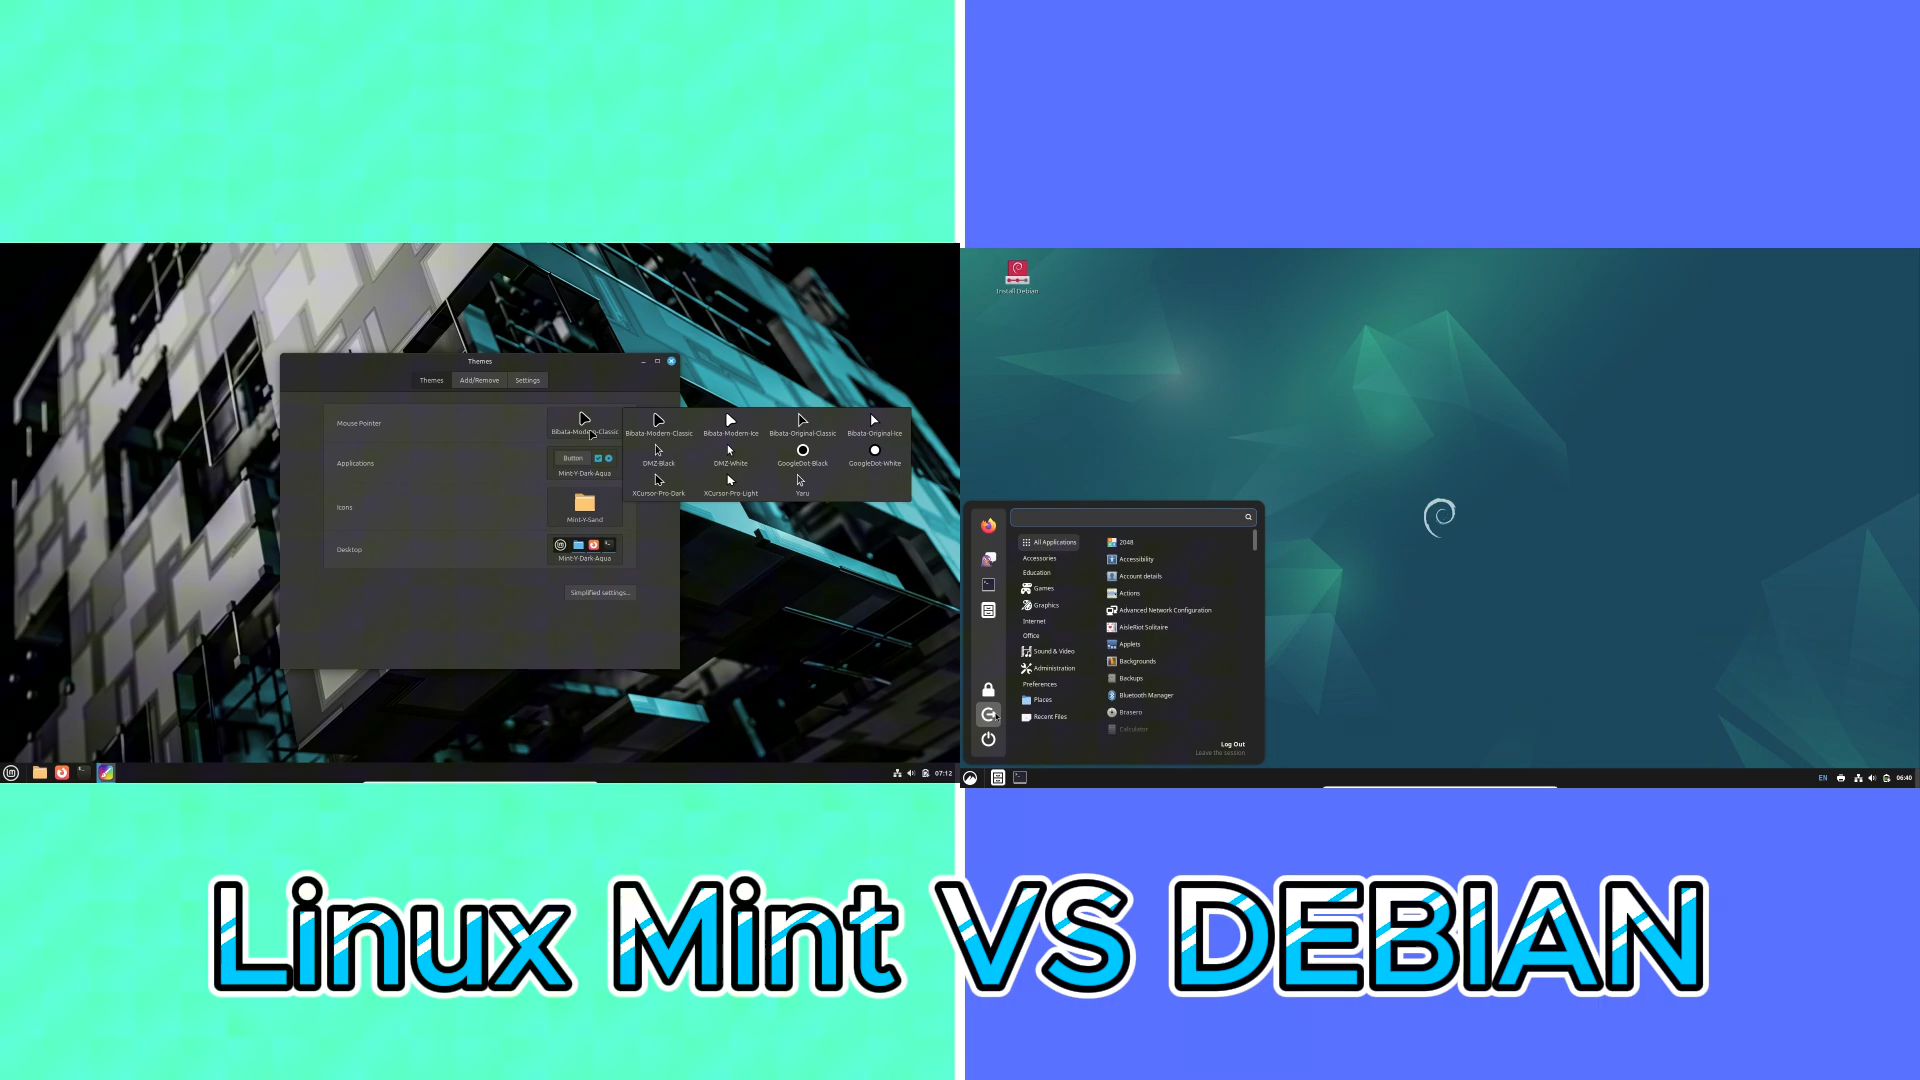 Themes
Themes Add/Remove Settings
Mouse Pointer
Bibata-Modern-Classic
Applications
Button
Mint-Y-Dark-Aqua
Icons
Mint-Y-Sand
Desktop
Mint-Y-Dark-Aqua
Simplified settings...
Bibata-Modern-Classic Bibata-Modern-Ice Bibata-Original-Classic Bibata-Original-Ice
DMZ-Black DMZ-White GoogleDot-Black GoogleDot-White
XCursor-Pro-Dark XCursor-Pro-Light Yaru
07:12
Install Debian
All Applications
Accessories
Education
Games
Graphics
Internet
Office
Sound & Video
Administration
Preferences
Places
Recent Files
2048
Accessibility
Account details
Actions
Advanced Network Configuration
AisleRiot Solitaire
Applets
Backgrounds
Backups
Bluetooth Manager
Brasero
Calculator
Log Out
Leave the session
EN 06:40
Linux Mint VS DEBIAN